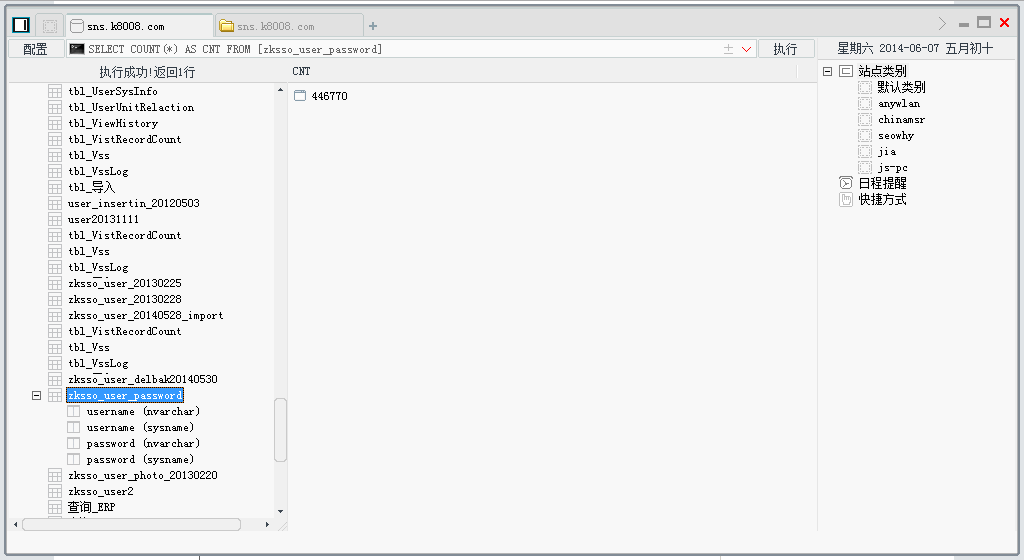 sns.k8008.com
sns.k8008.com
配置
SELECT COUNT(*) AS CNT FROM [zksso_user_password]
执行
星期六 2014-06-07 五月初十
执行成功!返回1行
CNT
446770
tbl_UserSysInfo
tbl_UserUnitRelaction
tbl_ViewHistory
tbl_VistRecordCount
tbl_Vss
tbl_VssLog
tbl_导入
user_insertin_20120503
user20131111
tbl_VistRecordCount
tbl_Vss
tbl_VssLog
zksso_user_20130225
zksso_user_20130228
zksso_user_20140528_import
tbl_VistRecordCount
tbl_Vss
tbl_VssLog
zksso_user_delbak20140530
zksso_user_password
username (nvarchar)
username (sysname)
password (nvarchar)
password (sysname)
zksso_user_photo_20130220
zksso_user2
查询_ERP
站点类别
默认类别
anywlan
chinamsr
seowhy
jia
js-pc
日程提醒
快捷方式